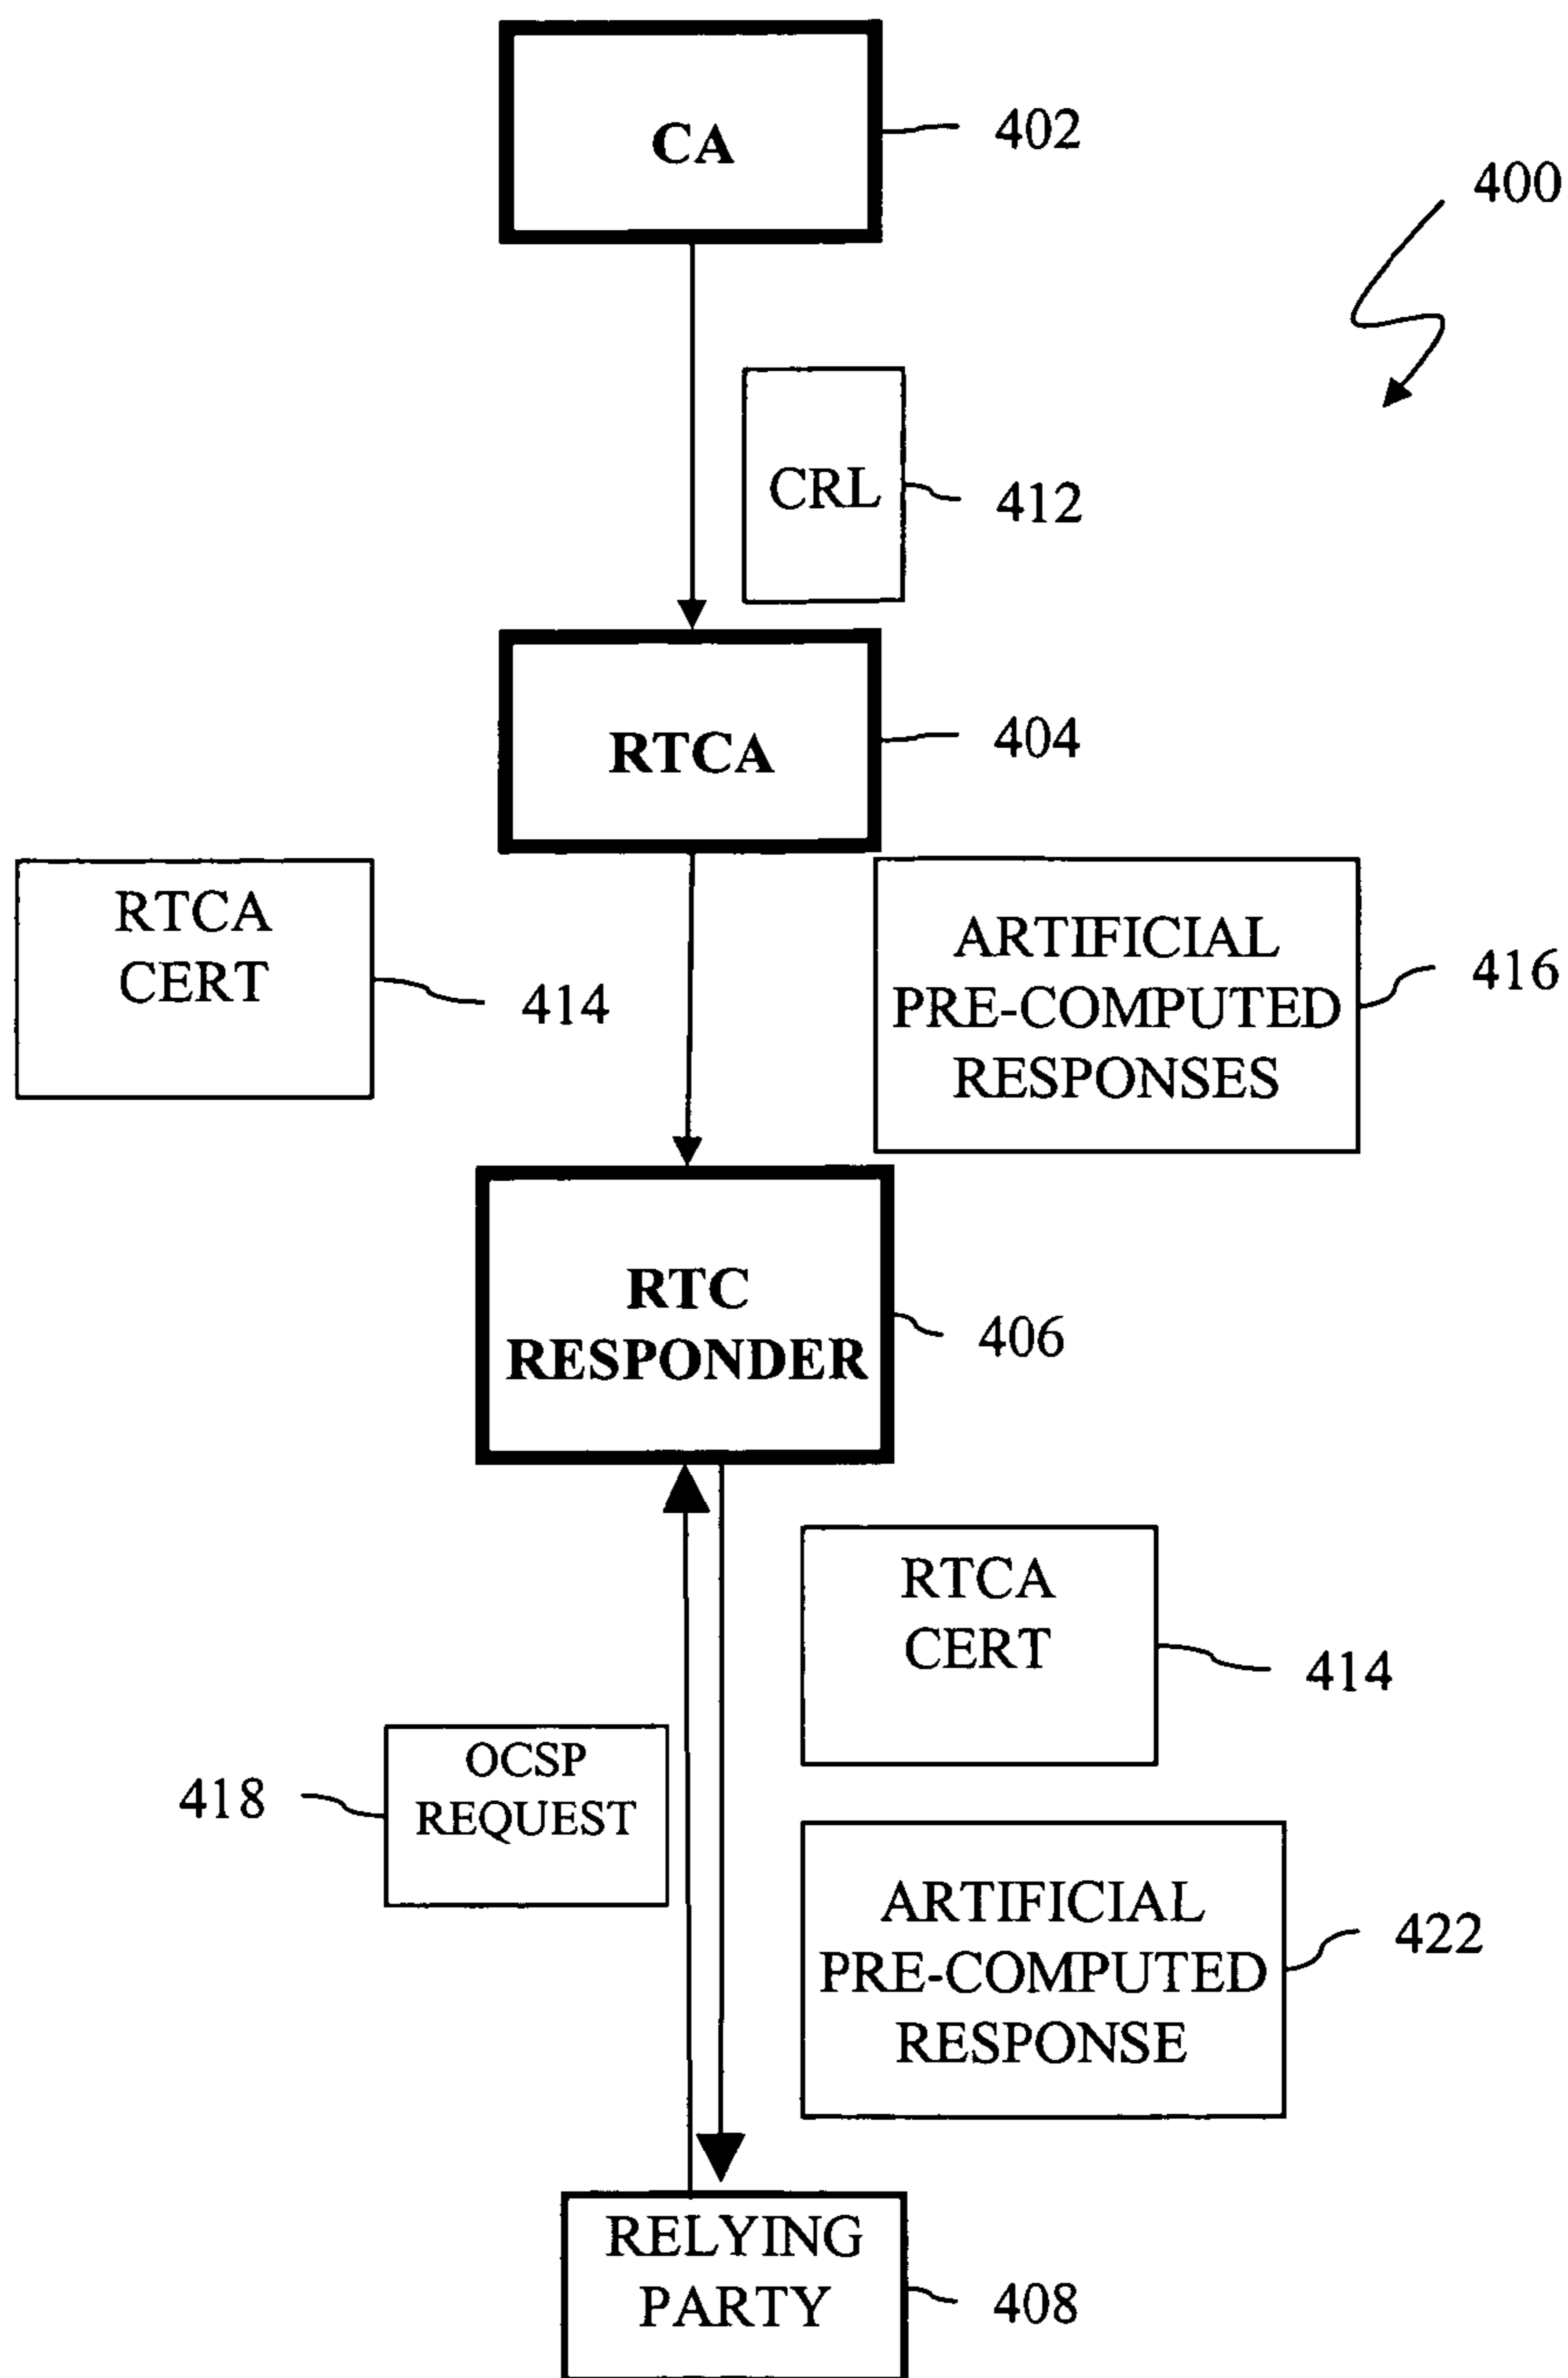 CA
402
400
CRL
412
RTCA
404
RTCA
CERT
414
ARTIFICIAL
PRE-COMPUTED
RESPONSES
416
RTC
RESPONDER
406
RTCA
CERT
414
OCSP
REQUEST
418
ARTIFICIAL
PRE-COMPUTED
RESPONSE
422
RELYING
PARTY
408